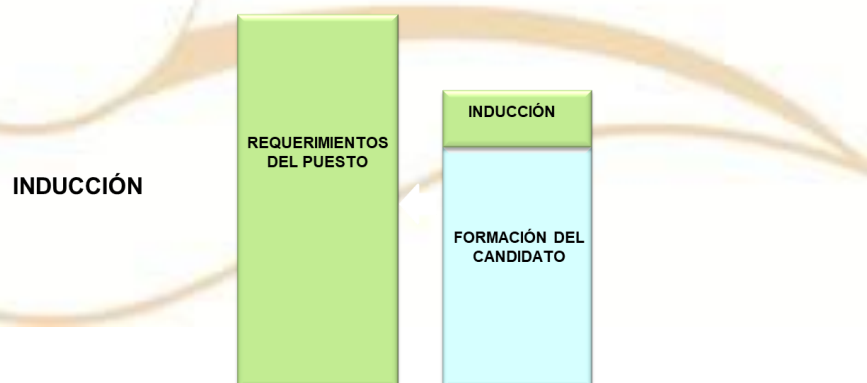 INDUCCIÓN
REQUERIMIENTOS
DEL PUESTO
INDUCCIÓN
FORMACIÓN DEL
CANDIDATO